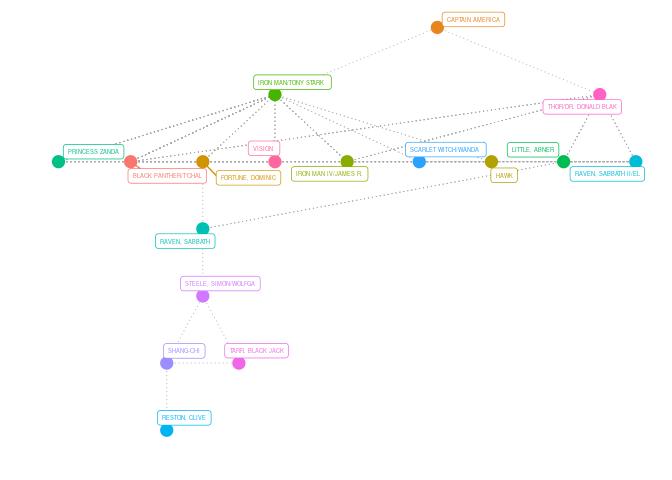 CAPTAIN AMERICA
IRON MAN/TONY STARK
THOR/DR. DONALD BLAK
PRINCESS ZANDA
VISION
SCARLET WITCH/WANDA
LITTLE, ABNER
BLACK PANTHER/T'CHAL
FORTUNE, DOMINIC
IRON MAN IV/JAMES R.
HAWK
RAVEN, SABBATH II/EL
RAVEN, SABBATH
STEELE, SIMON/WOLFGA
SHANG-CHI
TARR, BLACK JACK
RESTON, CLIVE